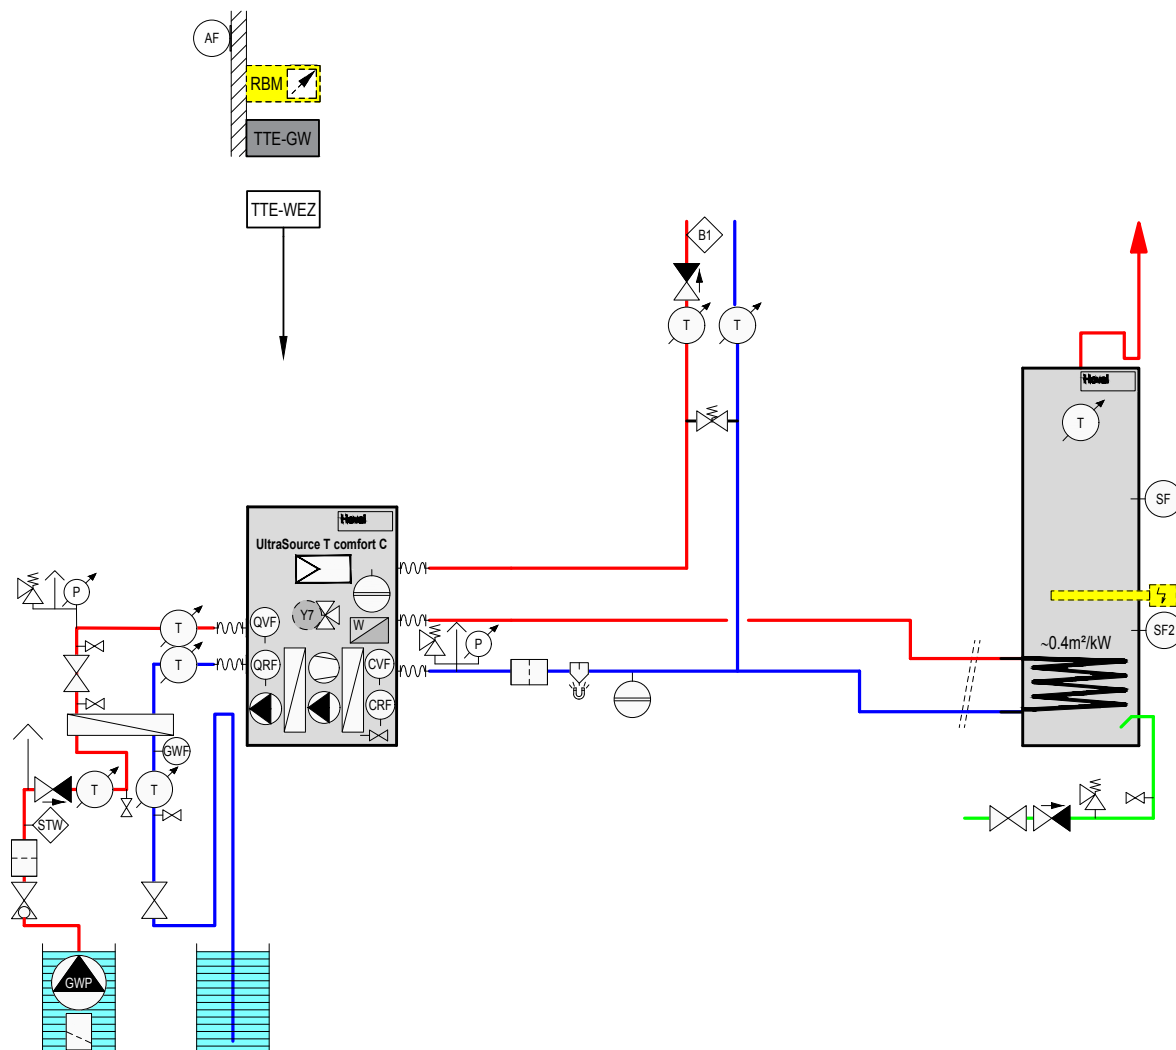 AF
RBM
TTE-GW
TTE-WEZ
B1
T
T
Hoval
T
SF
Hoval
UltraSource T comfort C
P
T
QVF
Y7
W
P
SF2
~0.4m²/kW
T
QRF
CVF
CRF
GWF
T
T
STW
GWP